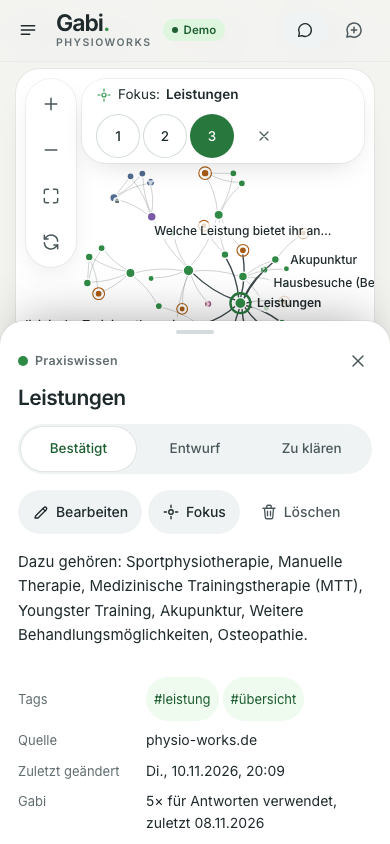 Gabi.
PHYSIOWORKS
Demo
Fokus: Leistungen
1 2 3
Welche Leistung bietet ihr an…
Akupunktur
Hausbesuche (Be
Leistungen
Praxiswissen
Leistungen
Bestätigt Entwurf Zu klären
Bearbeiten Fokus Löschen
Dazu gehören: Sportphysiotherapie, Manuelle
Therapie, Medizinische Trainingstherapie (MTT),
Youngster Training, Akupunktur, Weitere
Behandlungsmöglichkeiten, Osteopathie.
Tags #leistung #übersicht
Quelle physio-works.de
Zuletzt geändert Di., 10.11.2026, 20:09
Gabi 5× für Antworten verwendet,
zuletzt 08.11.2026